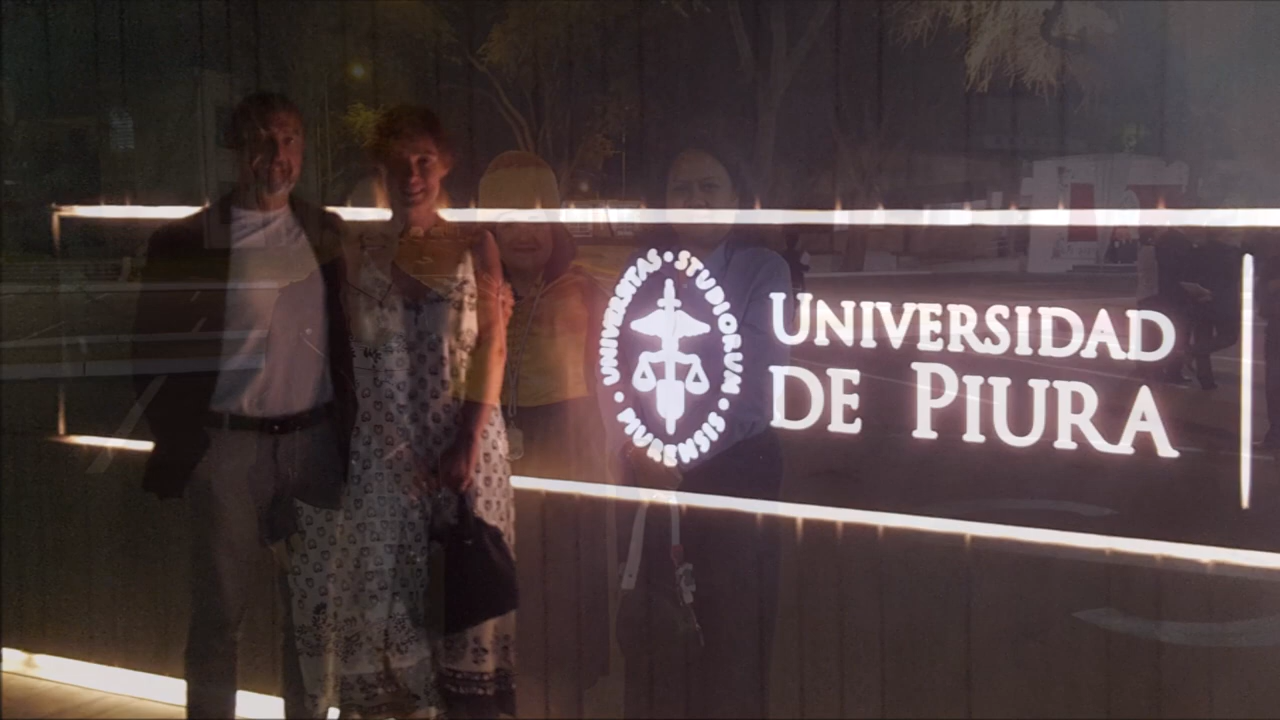 UNIVERSITAS • STUDIORUM • PIURENSIS •
UNIVERSIDAD
DE PIURA